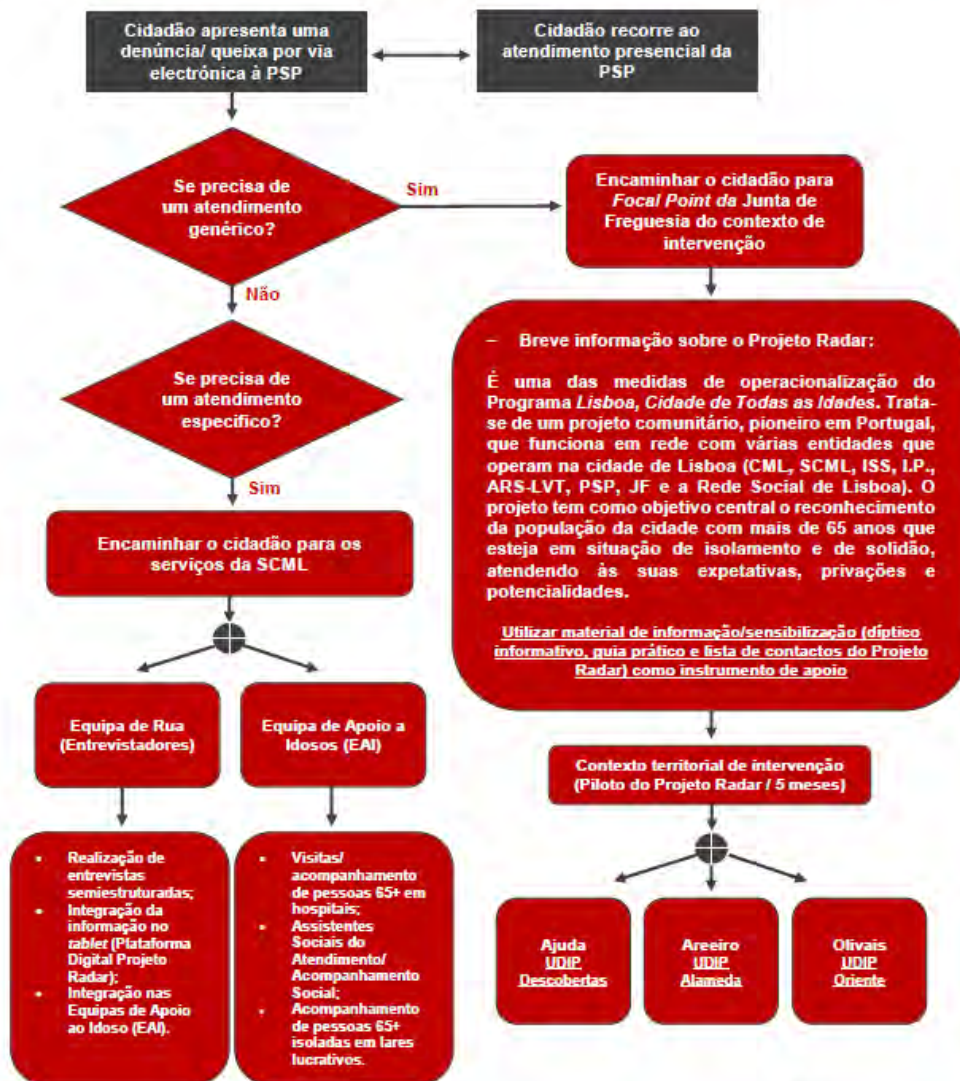 Cidadão apresenta uma
denúncia/ queixa por via
electrónica à PSP
Cidadão recorre ao
atendimento presencial da
PSP
Se precisa de
um atendimento
genérico?
Sim
Encaminhar o cidadão para
Focal Point da Junta de
Freguesia do contexto de
intervenção
Não
Se precisa de
um atendimento
específico?
Sim
Encaminhar o cidadão para os
serviços da SCML
– Breve informação sobre o Projeto Radar:
É uma das medidas de operacionalização do
Programa Lisboa, Cidade de Todas as Idades. Trata-
se de um projeto comunitário, pioneiro em Portugal,
que funciona em rede com várias entidades que
operam na cidade de Lisboa (CML, SCML, ISS, I.P.,
ARS-LVT, PSP, JF e a Rede Social de Lisboa). O
projeto tem como objetivo central o reconhecimento
da população da cidade com mais de 65 anos que
esteja em situação de isolamento e de solidão,
atendendo às suas expetativas, privações e
potencialidades.
Utilizar material de informação/sensibilização (díptico
informativo, guia prático e lista de contactos do Projeto
Radar) como instrumento de apoio
Equipa de Rua
(Entrevistadores)
Equipa de Apoio a
Idosos (EAI)
Contexto territorial de intervenção
(Piloto do Projeto Radar / 5 meses)
• Realização de
entrevistas
semiestruturadas;
• Integração da
informação no
tablet (Plataforma
Digital Projeto
Radar);
• Integração nas
Equipas de Apoio
ao Idoso (EAI).
• Visitas/
acompanhamento
de pessoas 65+ em
hospitais;
• Assistentes
Sociais do
Atendimento/
Acompanhamento
Social;
• Acompanhamento
de pessoas 65+
isoladas em lares
lucrativos.
Ajuda
UDIP
Descobertas
Areeiro
UDIP
Alameda
Olivais
UDIP
Oriente